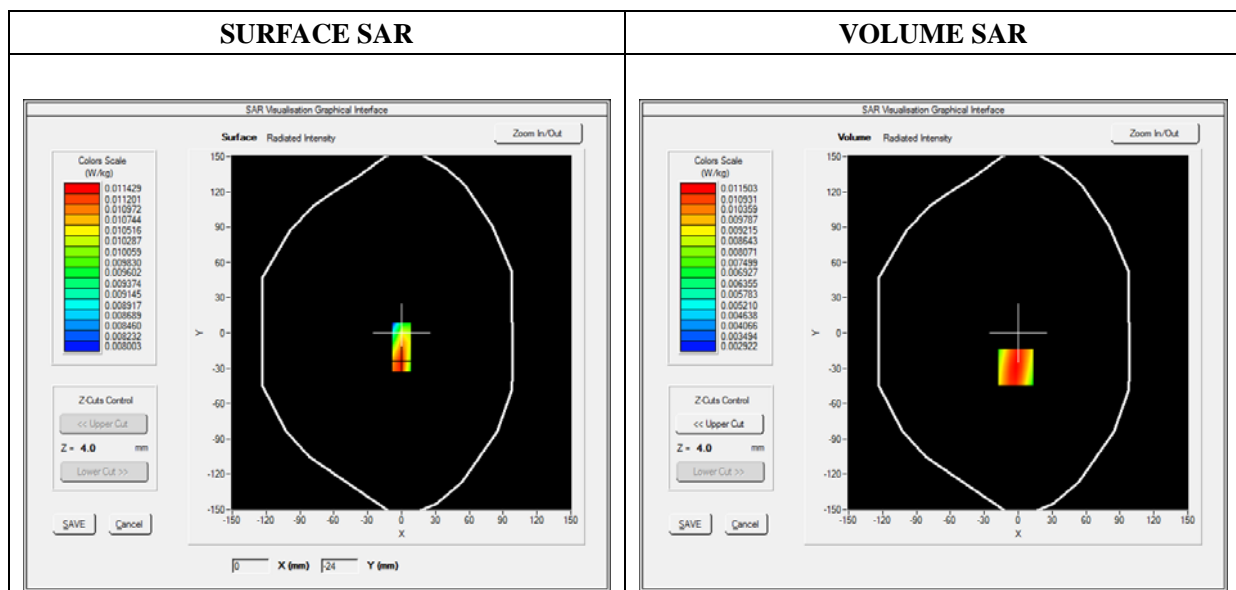 SURFACE SAR
VOLUME SAR
SAR Visualisation Graphical Interface
Surface Radiated Intensity
Zoom In/Out
Colors Scale
(W/kg)
0.011429
0.011201
0.010972
0.010744
0.010516
0.010287
0.010059
0.009830
0.009602
0.009374
0.009145
0.008917
0.008689
0.008460
0.008232
0.008003
Z-Cuts Control
<< Upper Cut
Z = 4.0 mm
Lower Cut >>
SAVE Cancel
150
120
90
60
30
0
-30
-60
-90
-120
-150
Y
-150 -120 -90 -60 -30 0 30 60 90 120 150
X
0 X (mm) -24 Y (mm)
SAR Visualisation Graphical Interface
Volume Radiated Intensity
Zoom In/Out
Colors Scale
(W/kg)
0.011503
0.010931
0.010359
0.009787
0.009215
0.008643
0.008071
0.007499
0.006927
0.006355
0.005783
0.005210
0.004638
0.004066
0.003494
0.002922
Z-Cuts Control
<< Upper Cut
Z = 4.0 mm
Lower Cut >>
SAVE Cancel
150
120
90
60
30
0
-30
-60
-90
-120
-150
Y
-150 -120 -90 -60 -30 0 30 60 90 120 150
X